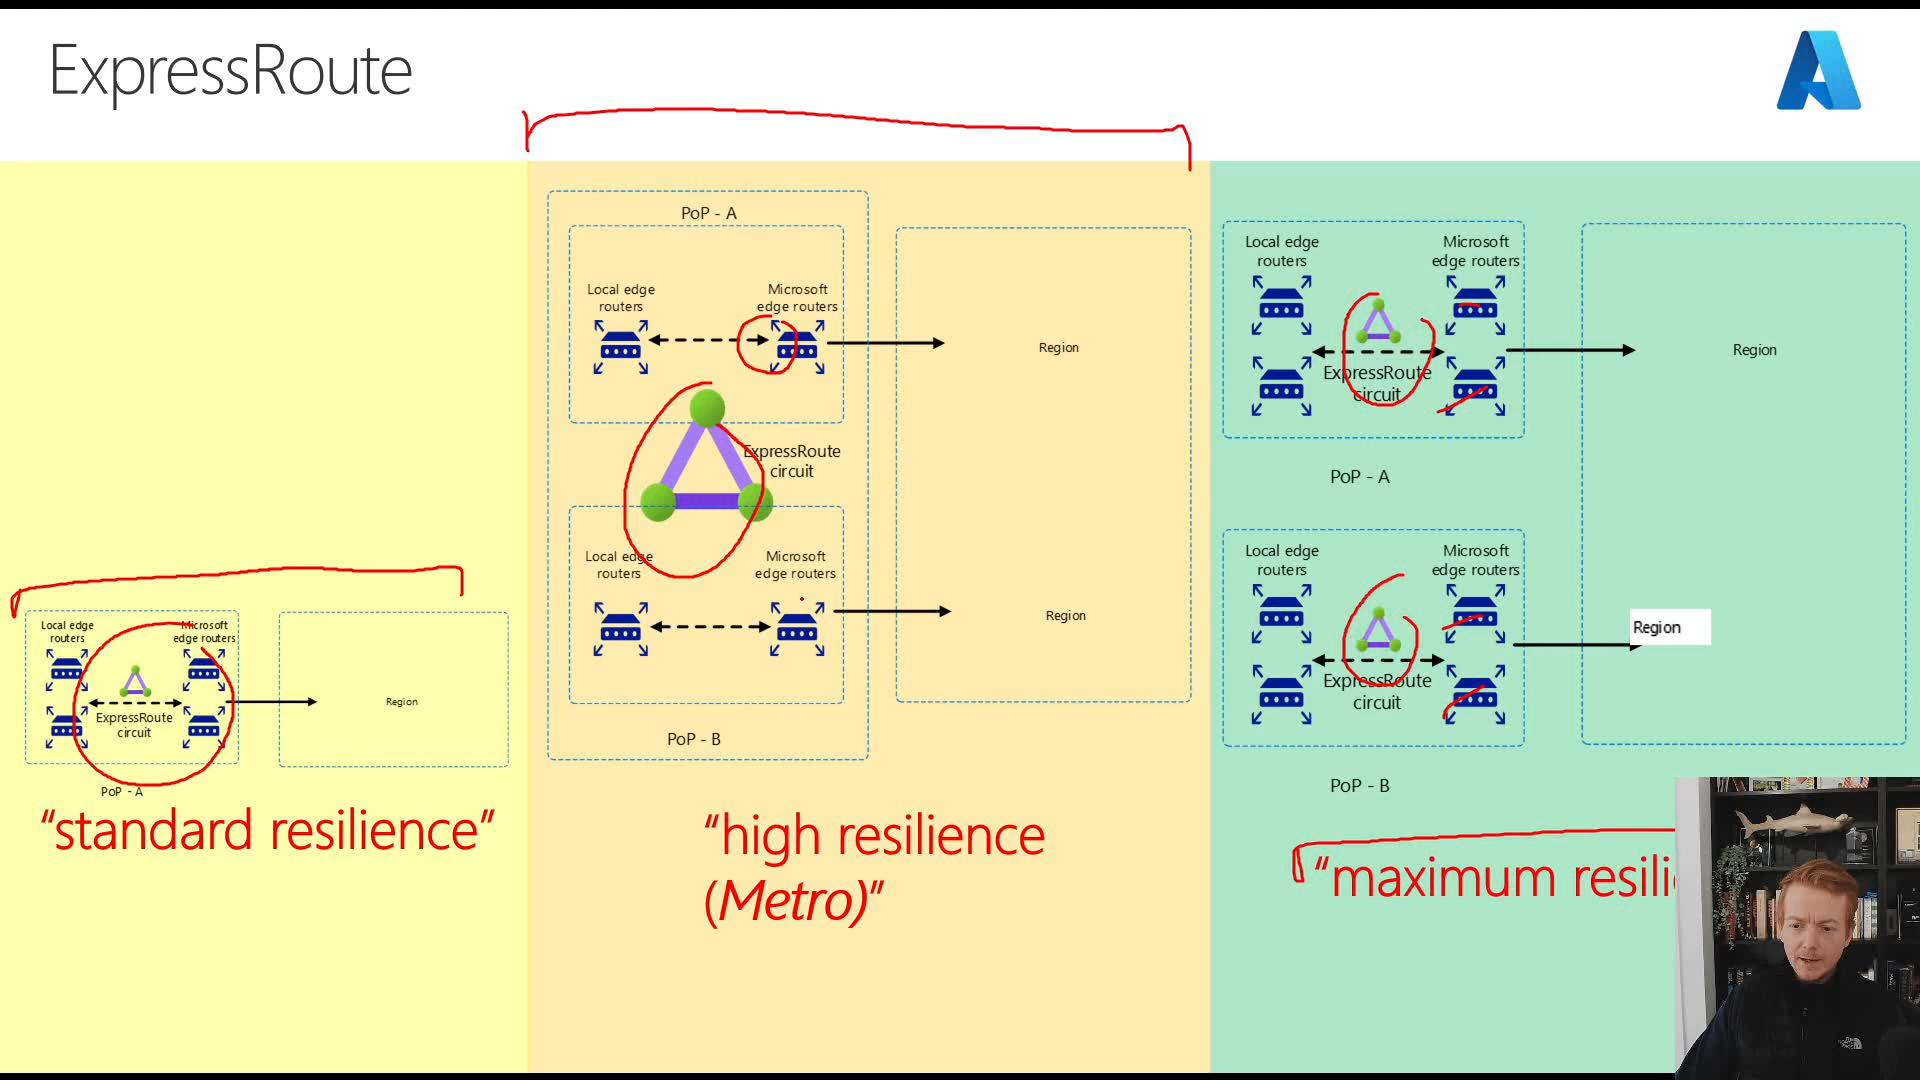 ExpressRoute
Local edge
routers
Microsoft
edge routers
ExpressRoute
circuit
PoP - A
Region
“standard resilience”
PoP - A
Local edge
routers
Microsoft
edge routers
Region
ExpressRoute
circuit
Local edge
routers
Microsoft
edge routers
Region
PoP - B
“high resilience
(Metro)”
Local edge
routers
Microsoft
edge routers
ExpressRoute
circuit
Region
PoP - A
Local edge
routers
Microsoft
edge routers
ExpressRoute
circuit
Region
PoP - B
“maximum